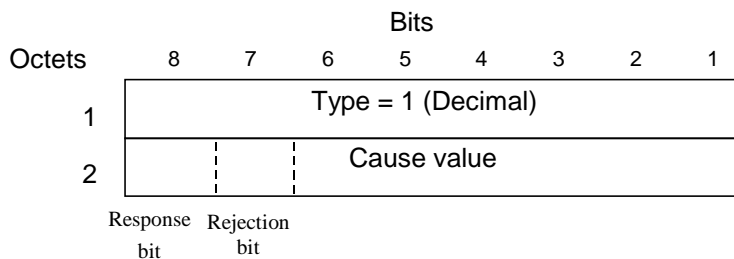 Bits
Octets 8 7 6 5 4 3 2 1
1 Type = 1 (Decimal)
2 Cause value
Response Rejection
bit bit